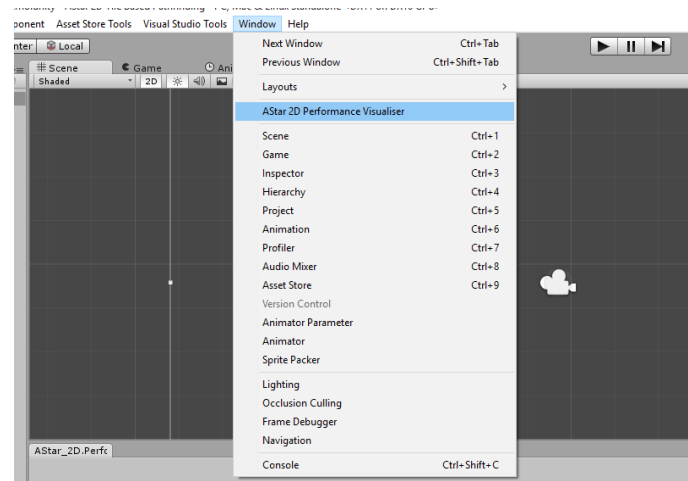 ponent Asset Store Tools Visual Studio Tools Window Help
nter Local
Scene Game Ani
Shaded 2D
Next Window Ctrl+Tab
Previous Window Ctrl+Shift+Tab
Layouts
AStar 2D Performance Visualiser
Scene Ctrl+1
Game Ctrl+2
Inspector Ctrl+3
Hierarchy Ctrl+4
Project Ctrl+5
Animation Ctrl+6
Profiler Ctrl+7
Audio Mixer Ctrl+8
Asset Store Ctrl+9
Version Control
Animator Parameter
Animator
Sprite Packer
Lighting
Occlusion Culling
Frame Debugger
Navigation
Console Ctrl+Shift+C
AStar_2D.Perfc